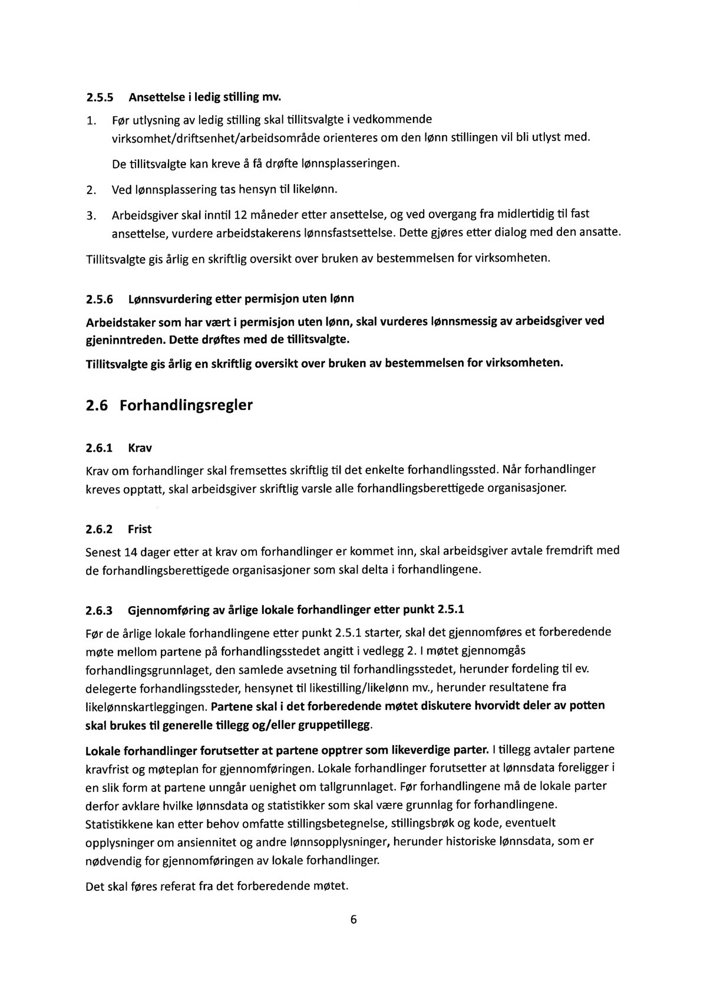 2.5.5 Ansettelse i ledig stilling mv.
1. Før utlysning av ledig stilling skal tillitsvalgte i vedkommende
virksomhet/driftsenhet/arbeidsområde orienteres om den lønn stillingen vil bli utlyst med.
De tillitsvalgte kan kreve å få drøfte lønnsplasseringen.
2. Ved lønnsplassering tas hensyn til likelønn.
3. Arbeidsgiver skal inntil 12 måneder etter ansettelse, og ved overgang fra midlertidig til fast
ansettelse, vurdere arbeidstakerens lønnsfastsettelse. Dette gjøres etter dialog med den ansatte.
Tillitsvalgte gis årlig en skriftlig oversikt over bruken av bestemmelsen for virksomheten.
2.5.6 Lønnsvurdering etter permisjon uten lønn
Arbeidstaker som har vært i permisjon uten lønn, skal vurderes lønnsmessig av arbeidsgiver ved
gjeninntreden. Dette drøftes med de tillitsvalgte.
Tillitsvalgte gis årlig en skriftlig oversikt over bruken av bestemmelsen for virksomheten.
2.6 Forhandlingsregler
2.6.1 Krav
Krav om forhandlinger skal fremsettes skriftlig til det enkelte forhandlingssted. Når forhandlinger
kreves opptatt, skal arbeidsgiver skriftlig varsle alle forhandlingsberettigede organisasjoner.
2.6.2 Frist
Senest 14 dager etter at krav om forhandlinger er kommet inn, skal arbeidsgiver avtale fremdrift med
de forhandlingsberettigede organisasjoner som skal delta i forhandlingene.
2.6.3 Gjennomføring av årlige lokale forhandlinger etter punkt 2.5.1
Før de årlige lokale forhandlingene etter punkt 2.5.1 starter, skal det gjennomføres et forberedende
møte mellom partene på forhandlingsstedet angitt i vedlegg 2. I møtet gjennomgås
forhandlingsgrunnlaget, den samlede avsetning til forhandlingsstedet, herunder fordeling til ev.
delegerte forhandlingssteder, hensynet til likestilling/likelønn mv., herunder resultatene fra
likelønnskartleggingen. Partene skal i det forberedende møtet diskutere hvorvidt deler av potten
skal brukes til generelle tillegg og/eller gruppetillegg.
Lokale forhandlinger forutsetter at partene opptrer som likeverdige parter. I tillegg avtaler partene
kravfrist og møteplan for gjennomføringen. Lokale forhandlinger forutsetter at lønnsdata foreligger i
en slik form at partene unngår uenighet om tallgrunnlaget. Før forhandlingene må de lokale parter
derfor avklare hvilke lønnsdata og statistikker som skal være grunnlag for forhandlingene.
Statistikkene kan etter behov omfatte stillingsbetegnelse, stillingsbrøk og kode, eventuelt
opplysninger om ansiennitet og andre lønnsopplysninger, herunder historiske lønnsdata, som er
nødvendig for gjennomføringen av lokale forhandlinger.
Det skal føres referat fra det forberedende møtet.
6